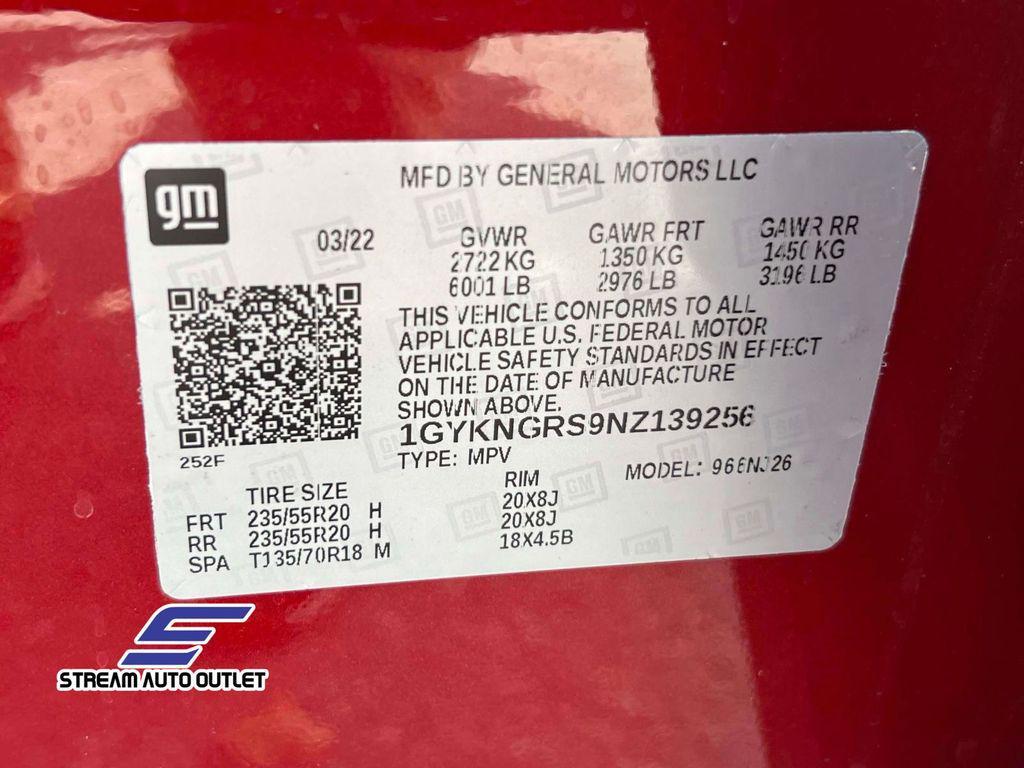 gm
MFD BY GENERAL MOTORS LLC
03/22 GVWR GAWR FRT GAWR RR
2722 KG 1350 KG 1450 KG
6001 LB 2976 LB 3196 LB
THIS VEHICLE CONFORMS TO ALL
APPLICABLE U.S. FEDERAL MOTOR
VEHICLE SAFETY STANDARDS IN EFFECT
ON THE DATE OF MANUFACTURE
SHOWN ABOVE.
1GYKNGRS9NZ139256
252F
TYPE: MPV MODEL: 966NJ26
TIRE SIZE RIM
FRT 235/55R20 H 20X8J
RR 235/55R20 H 20X8J
SPA T135/70R18 M 18X4.5B
STREAM AUTO OUTLET